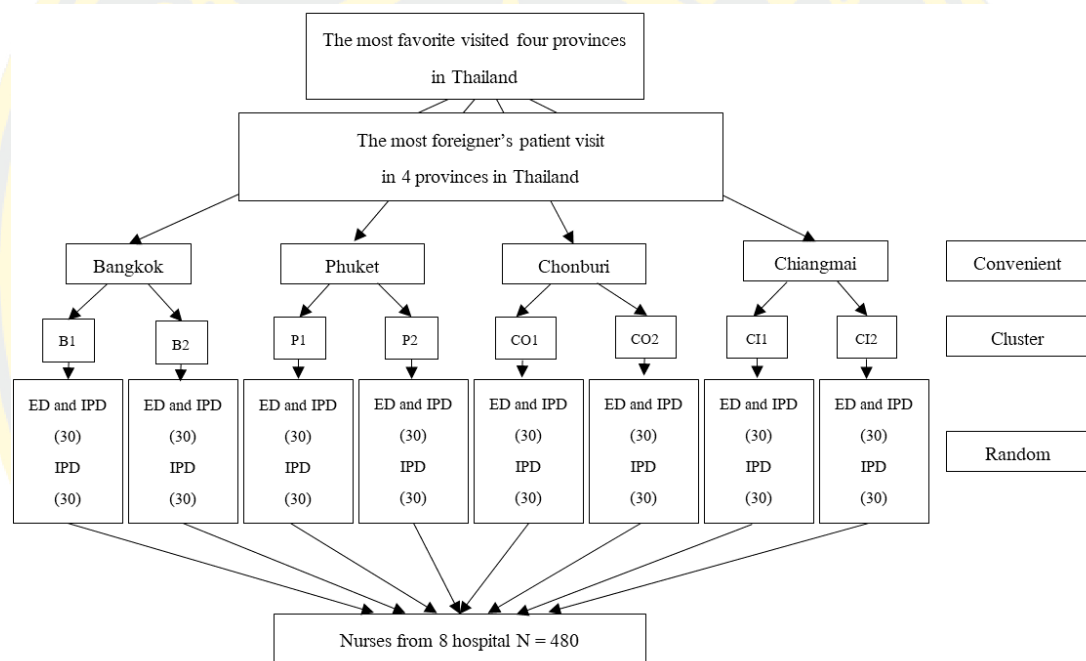 The most favorite visited four provinces
in Thailand
The most foreigner's patient visit
in 4 provinces in Thailand
Bangkok
Phuket
Chonburi
Chiangmai
Convenient
B1
B2
P1
P2
CO1
CO2
CI1
CI2
Cluster
ED and IPD
(30)
IPD
(30)
ED and IPD
(30)
IPD
(30)
ED and IPD
(30)
IPD
(30)
ED and IPD
(30)
IPD
(30)
ED and IPD
(30)
IPD
(30)
ED and IPD
(30)
IPD
(30)
ED and IPD
(30)
IPD
(30)
ED and IPD
(30)
IPD
(30)
Random
Nurses from 8 hospital N = 480